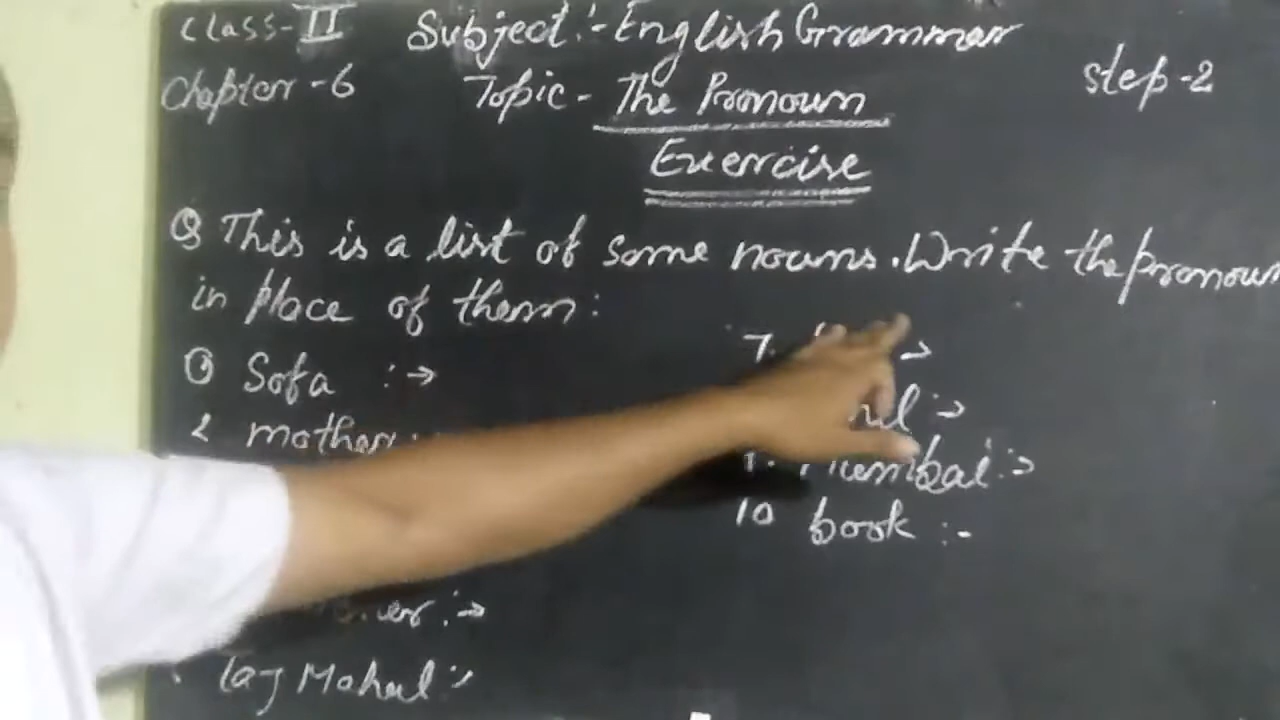 Class-II Subject:-English Grammar
Chapter-6 Topic- The Pronoun step-2
Exercise
Q This is a list of some nouns. Write the pronoun
in place of them:
① Sofa :→
2 mother :
Taj Mahal :→
7. →
:→
Mumbai :→
10 book :-